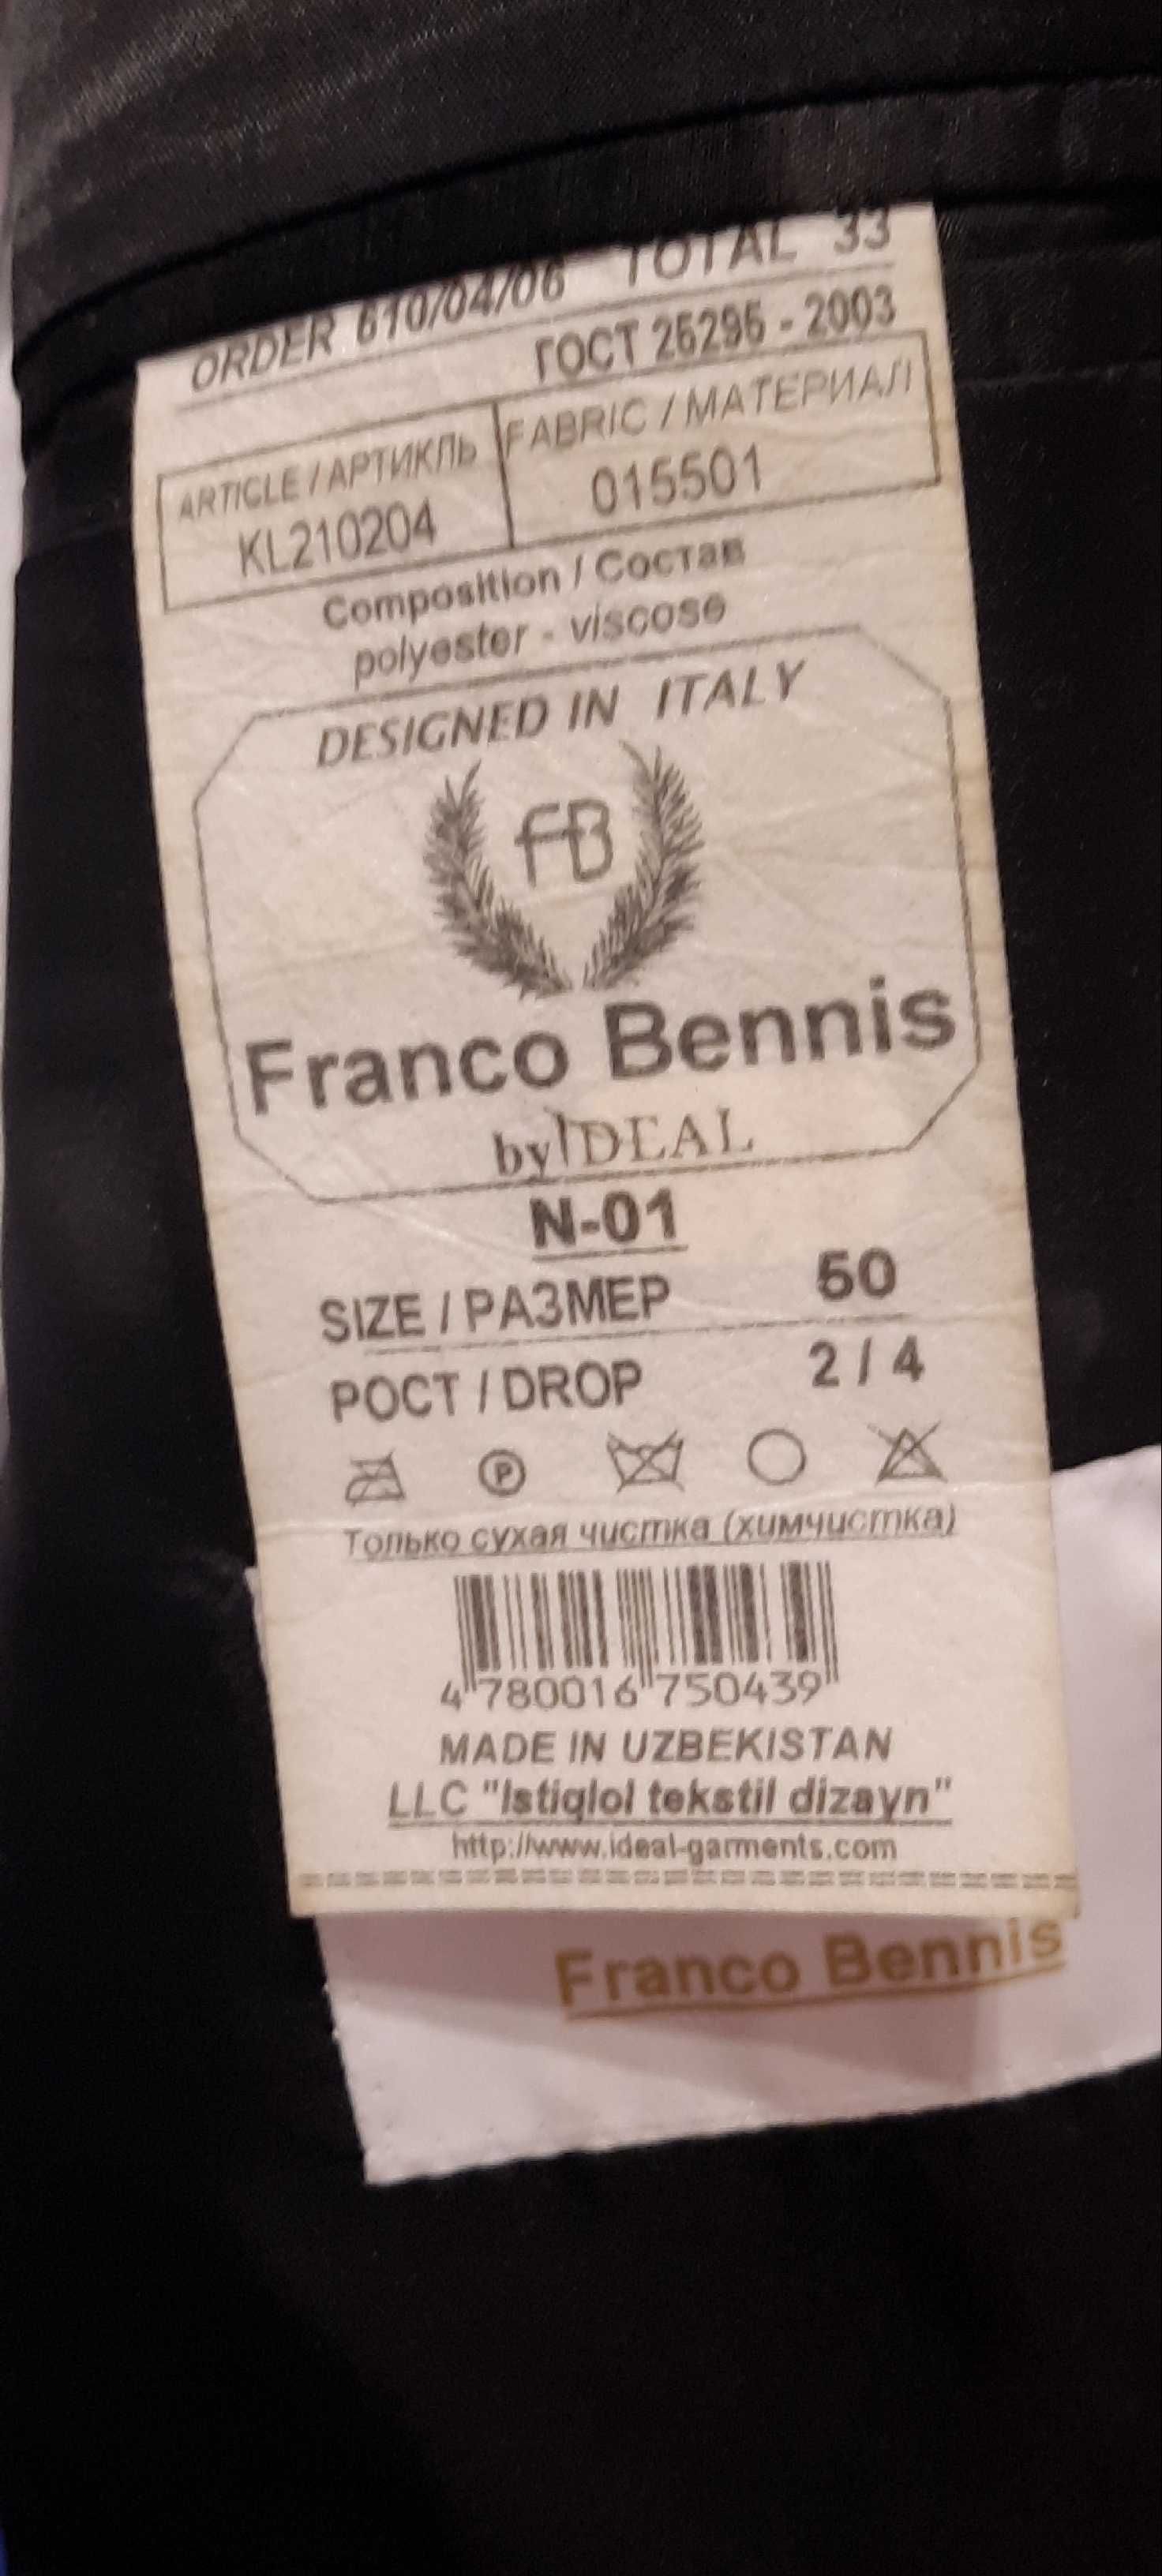 ORDER 610/04/06 TOTAL 33
ГОСТ 25295 - 2003
ARTICLE / АРТИКЛЬ FABRIC / МАТЕРИАЛ
KL210204 015501
Composition / Состав
polyester - viscose
DESIGNED IN ITALY
FB
Franco Bennis
by IDEAL
N-01
SIZE / РАЗМЕР 50
РОСТ / DROP 2 / 4
P
Только сухая чистка (химчистка)
4 780016 750439
MADE IN UZBEKISTAN
LLC "Istiqlol tekstil dizayn"
http://www.ideal-garments.com
Franco Bennis